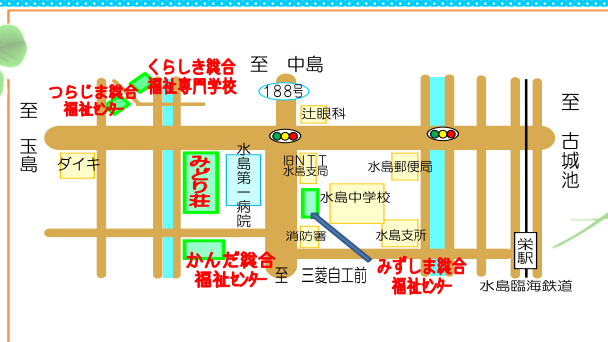 くらしき総合
福祉専門学校
至　中島
188号
つらじま総合
福祉センター
至
玉島
辻眼科
至
古城池
ダイキ
みどり荘
水島第一病院
旧NTT
水島支局
水島郵便局
水島中学校
消防署
水島支所
栄駅
かんだ総合
福祉センター
至　三菱自工前
みずしま総合
福祉センター
水島臨海鉄道